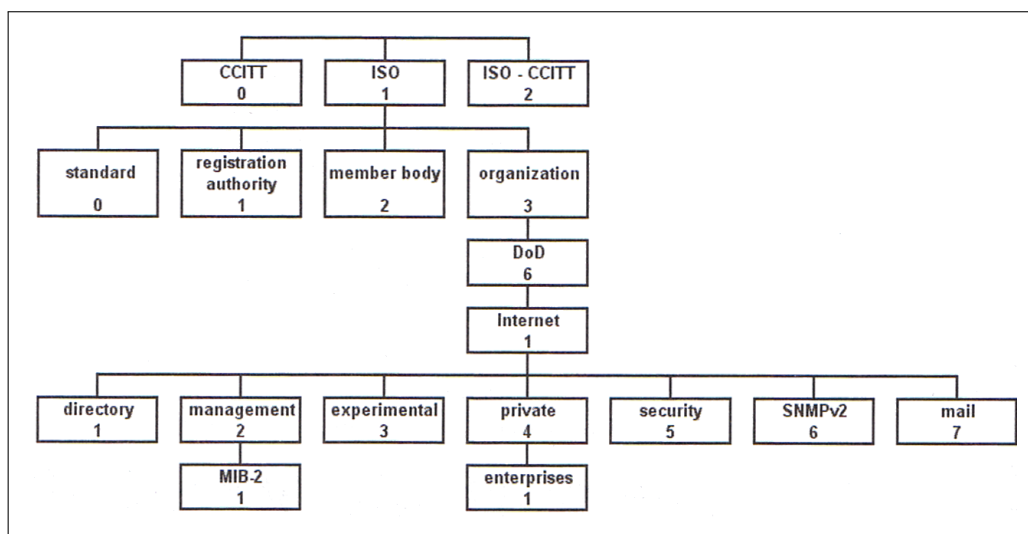 CCITT
0
ISO
1
ISO - CCITT
2
standard
0
registration
authority
1
member body
2
organization
3
DoD
6
Internet
1
directory
1
management
2
experimental
3
private
4
security
5
SNMPv2
6
mail
7
MIB-2
1
enterprises
1